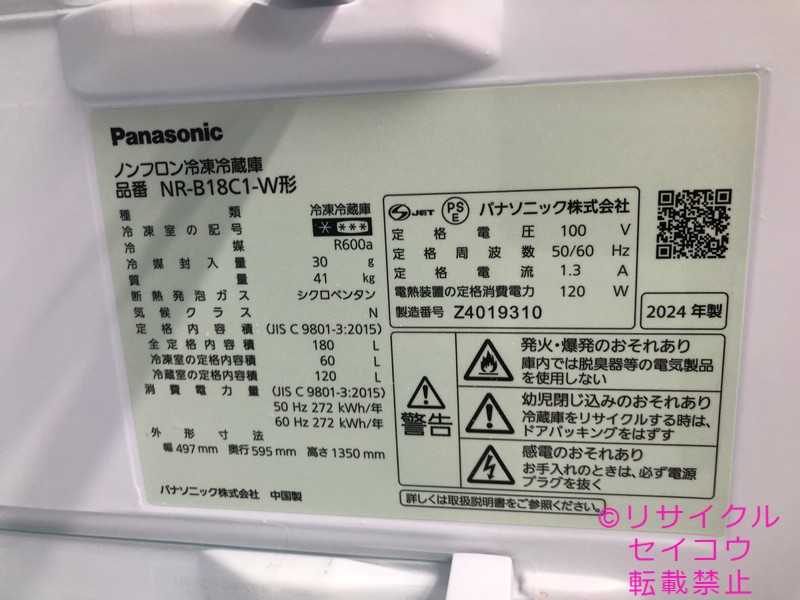 Panasonic
ノンフロン冷凍冷蔵庫
品番 NR-B18C1-W形
種類 冷凍冷蔵庫
冷凍室の記号 * ***
冷媒 R600a
冷媒封入量 30 g
質量 41 kg
断熱発泡ガス シクロペンタン
気候クラス N
定格内容積 (JIS C 9801-3:2015)
全定格内容積 180 L
冷凍室の定格内容積 60 L
冷蔵室の定格内容積 120 L
消費電力量 (JIS C 9801-3:2015)
50 Hz 272 kWh/年
60 Hz 272 kWh/年
外形寸法
幅 497 mm 奥行 595 mm 高さ 1350 mm
パナソニック株式会社 中国製
S JET PS E パナソニック株式会社
定格電圧 100 V
定格周波数 50/60 Hz
定格電流 1.3 A
電熱装置の定格消費電力 120 W
製造番号 Z4019310
2024 年製
警告
発火・爆発のおそれあり
庫内では脱臭器等の電気製品
を使用しない
幼児閉じ込みのおそれあり
冷蔵庫をリサイクルする時は、
ドアパッキングをはずす
感電のおそれあり
お手入れのときは、必ず電源
プラグを抜く
詳しくは取扱説明書をご参照ください。
©リサイクル
セイコウ
転載禁止